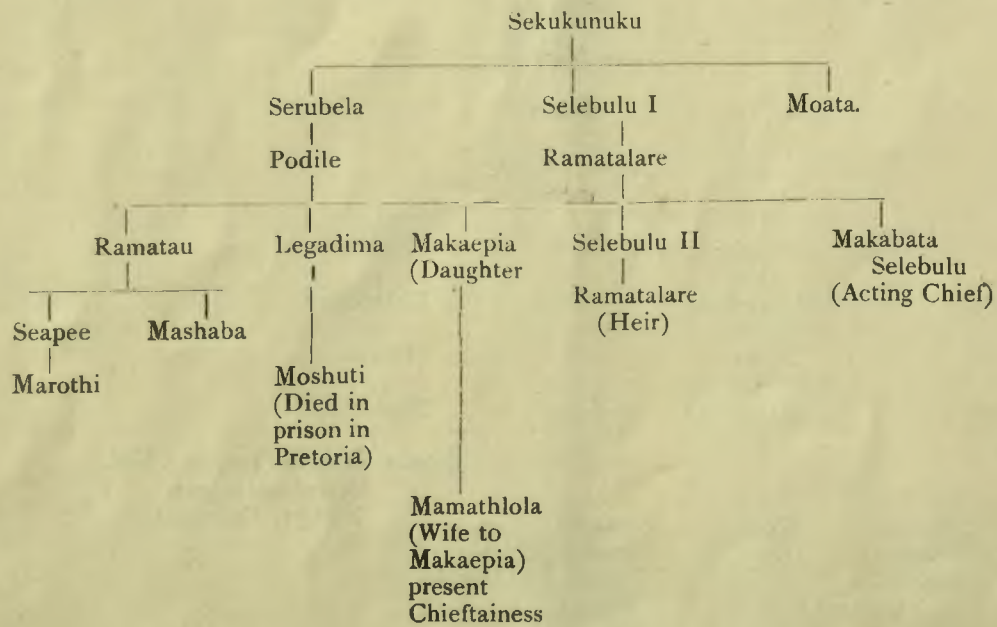 Sekukunuku
Serubela Selebulu I Moata.
Podile Ramatalare
Ramatau Legadima Makaepia Selebulu II Makabata
(Daughter Selebulu
(Acting Chief)
Ramatalare
(Heir)
Seapee Mashaba
Marothi
Moshuti
(Died in
prison in
Pretoria)
Mamathlola
(Wife to
Makaepia)
present
Chieftainess